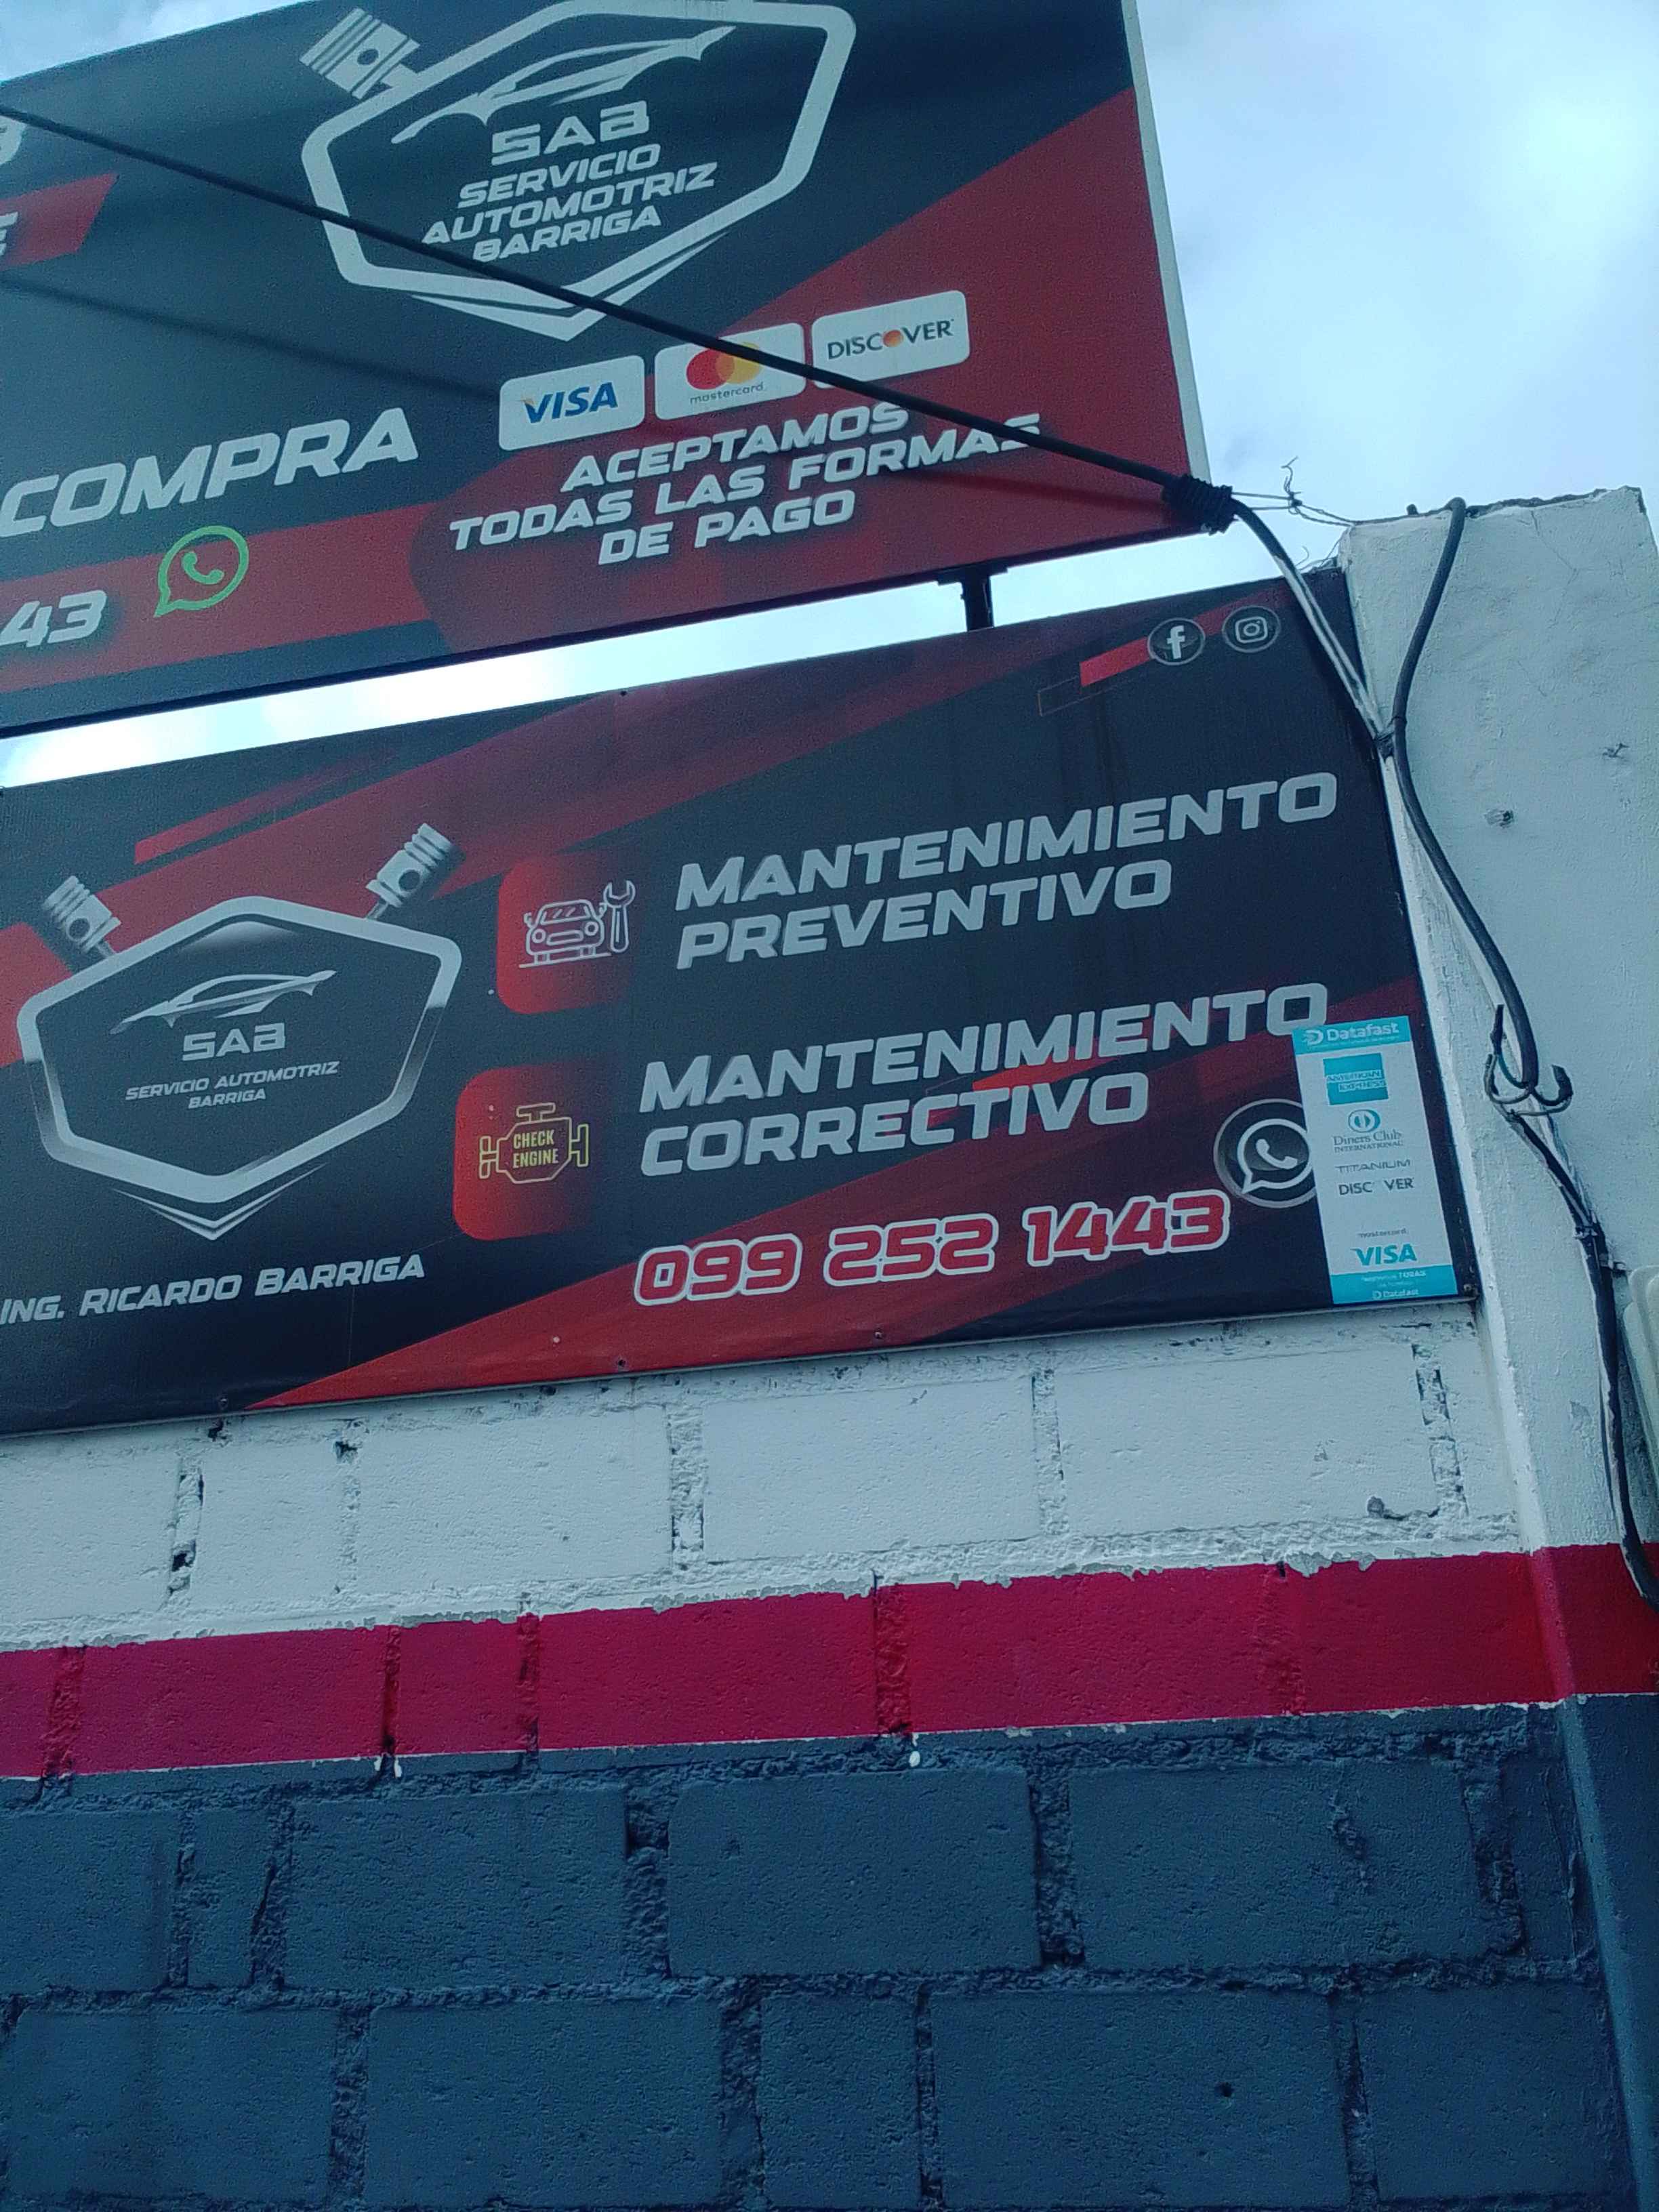 SAB
SERVICIO
AUTOMOTRIZ
BARRIGA
VISA
mastercard
DISCOVER
COMPRA
ACEPTAMOS
TODAS LAS FORMAS
DE PAGO
43
MANTENIMIENTO
PREVENTIVO
SAB
SERVICIO AUTOMOTRIZ
BARRIGA
CHECK
ENGINE
MANTENIMIENTO
CORRECTIVO
ING. RICARDO BARRIGA
099 252 1443
Datafast
AMERICAN
EXPRESS
Diners Club
INTERNATIONAL
TITANIUM
DISC VER
mastercard
VISA
Datafast